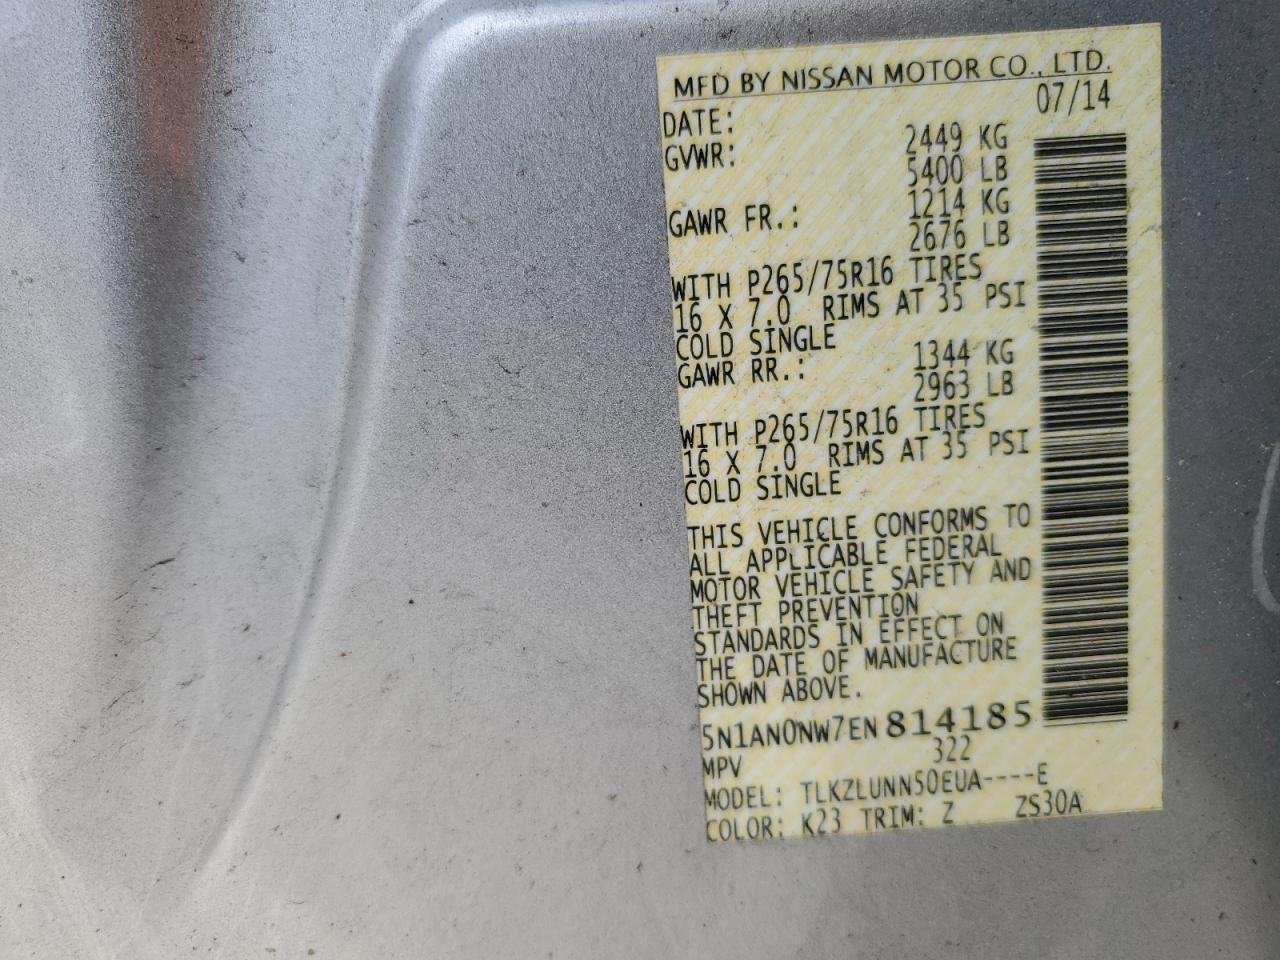 MFD BY NISSAN MOTOR CO., LTD.
DATE: 07/14
GVWR: 2449 KG
5400 LB
GAWR FR.: 1214 KG
2676 LB
WITH P265/75R16 TIRES
16 X 7.0 RIMS AT 35 PSI
COLD SINGLE
GAWR RR.: 1344 KG
2963 LB
WITH P265/75R16 TIRES
16 X 7.0 RIMS AT 35 PSI
COLD SINGLE
THIS VEHICLE CONFORMS TO
ALL APPLICABLE FEDERAL
MOTOR VEHICLE SAFETY AND
THEFT PREVENTION
STANDARDS IN EFFECT ON
THE DATE OF MANUFACTURE
SHOWN ABOVE.
5N1AN0NW7EN814185
MPV 322
MODEL: TLKZLUNN50EUA----E
COLOR: K23 TRIM: Z ZS30A